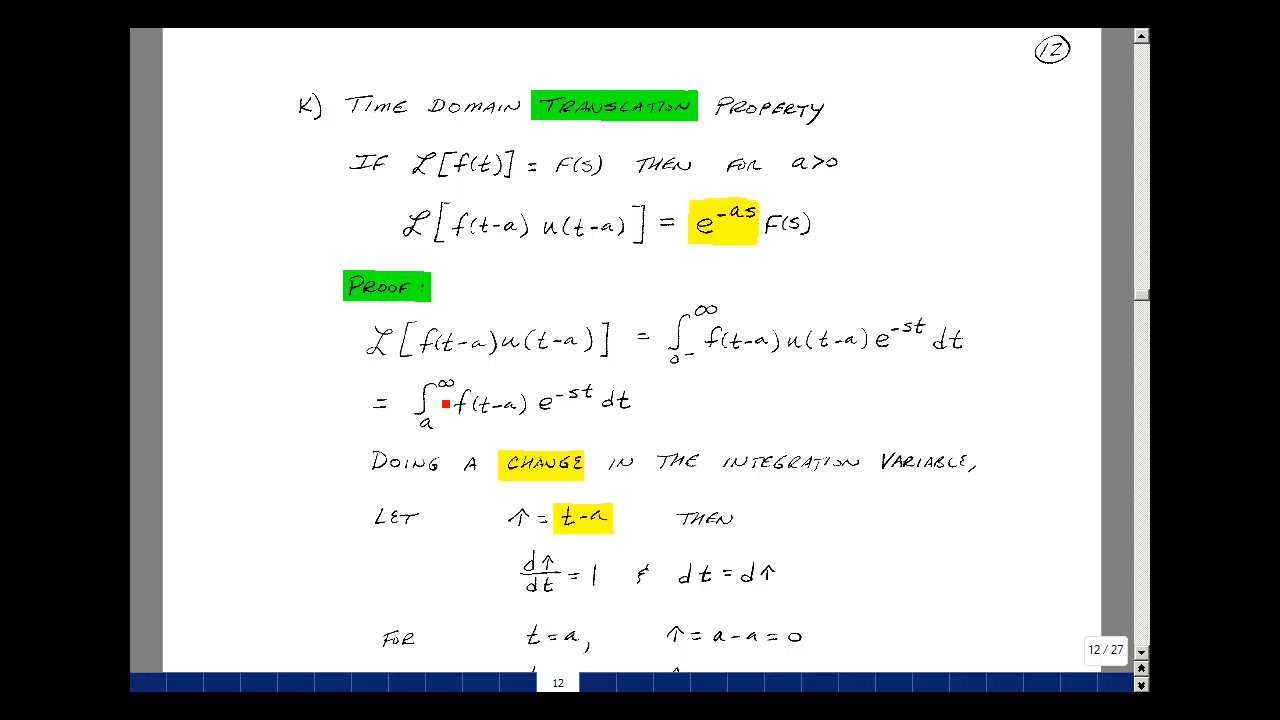 12
K) TIME DOMAIN TRANSLATION PROPERTY
IF ℒ[f(t)] = F(s) THEN FOR a>0
ℒ[f(t-a) u(t-a)] = e^{-as} F(s)
PROOF:
ℒ[f(t-a)u(t-a)] = ∫_{0^-}^{∞} f(t-a)u(t-a)e^{-st} dt
= ∫_{a}^{∞} f(t-a) e^{-st} dt
DOING A CHANGE IN THE INTEGRATION VARIABLE,
LET ↑ = t-a THEN
d↑/dt = 1 & dt = d↑
FOR t=a, ↑ = a-a = 0
12 / 27
12